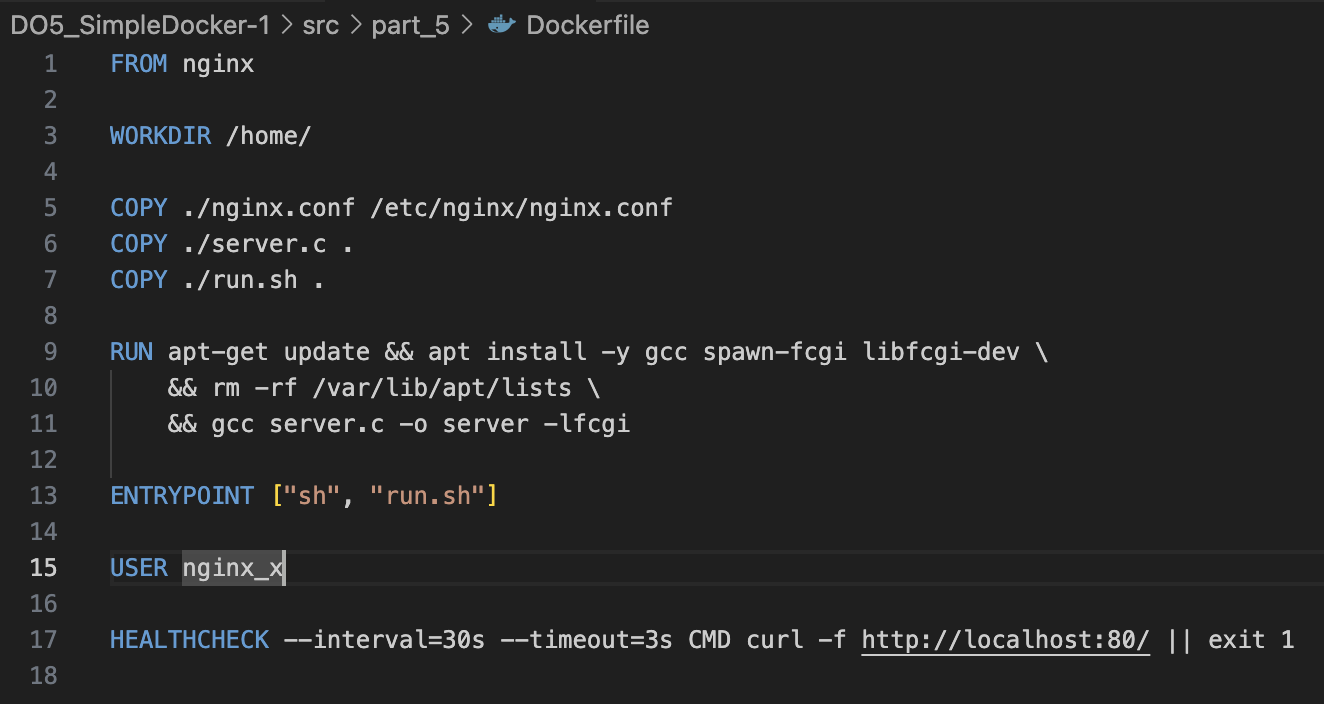 DO5_SimpleDocker-1 > src > part_5 > Dockerfile
1 FROM nginx
2
3 WORKDIR /home/
4
5 COPY ./nginx.conf /etc/nginx/nginx.conf
6 COPY ./server.c .
7 COPY ./run.sh .
8
9 RUN apt-get update && apt install -y gcc spawn-fcgi libfcgi-dev \
10     && rm -rf /var/lib/apt/lists \
11     && gcc server.c -o server -lfcgi
12
13 ENTRYPOINT ["sh", "run.sh"]
14
15 USER nginx_x
16
17 HEALTHCHECK --interval=30s --timeout=3s CMD curl -f http://localhost:80/ || exit 1
18